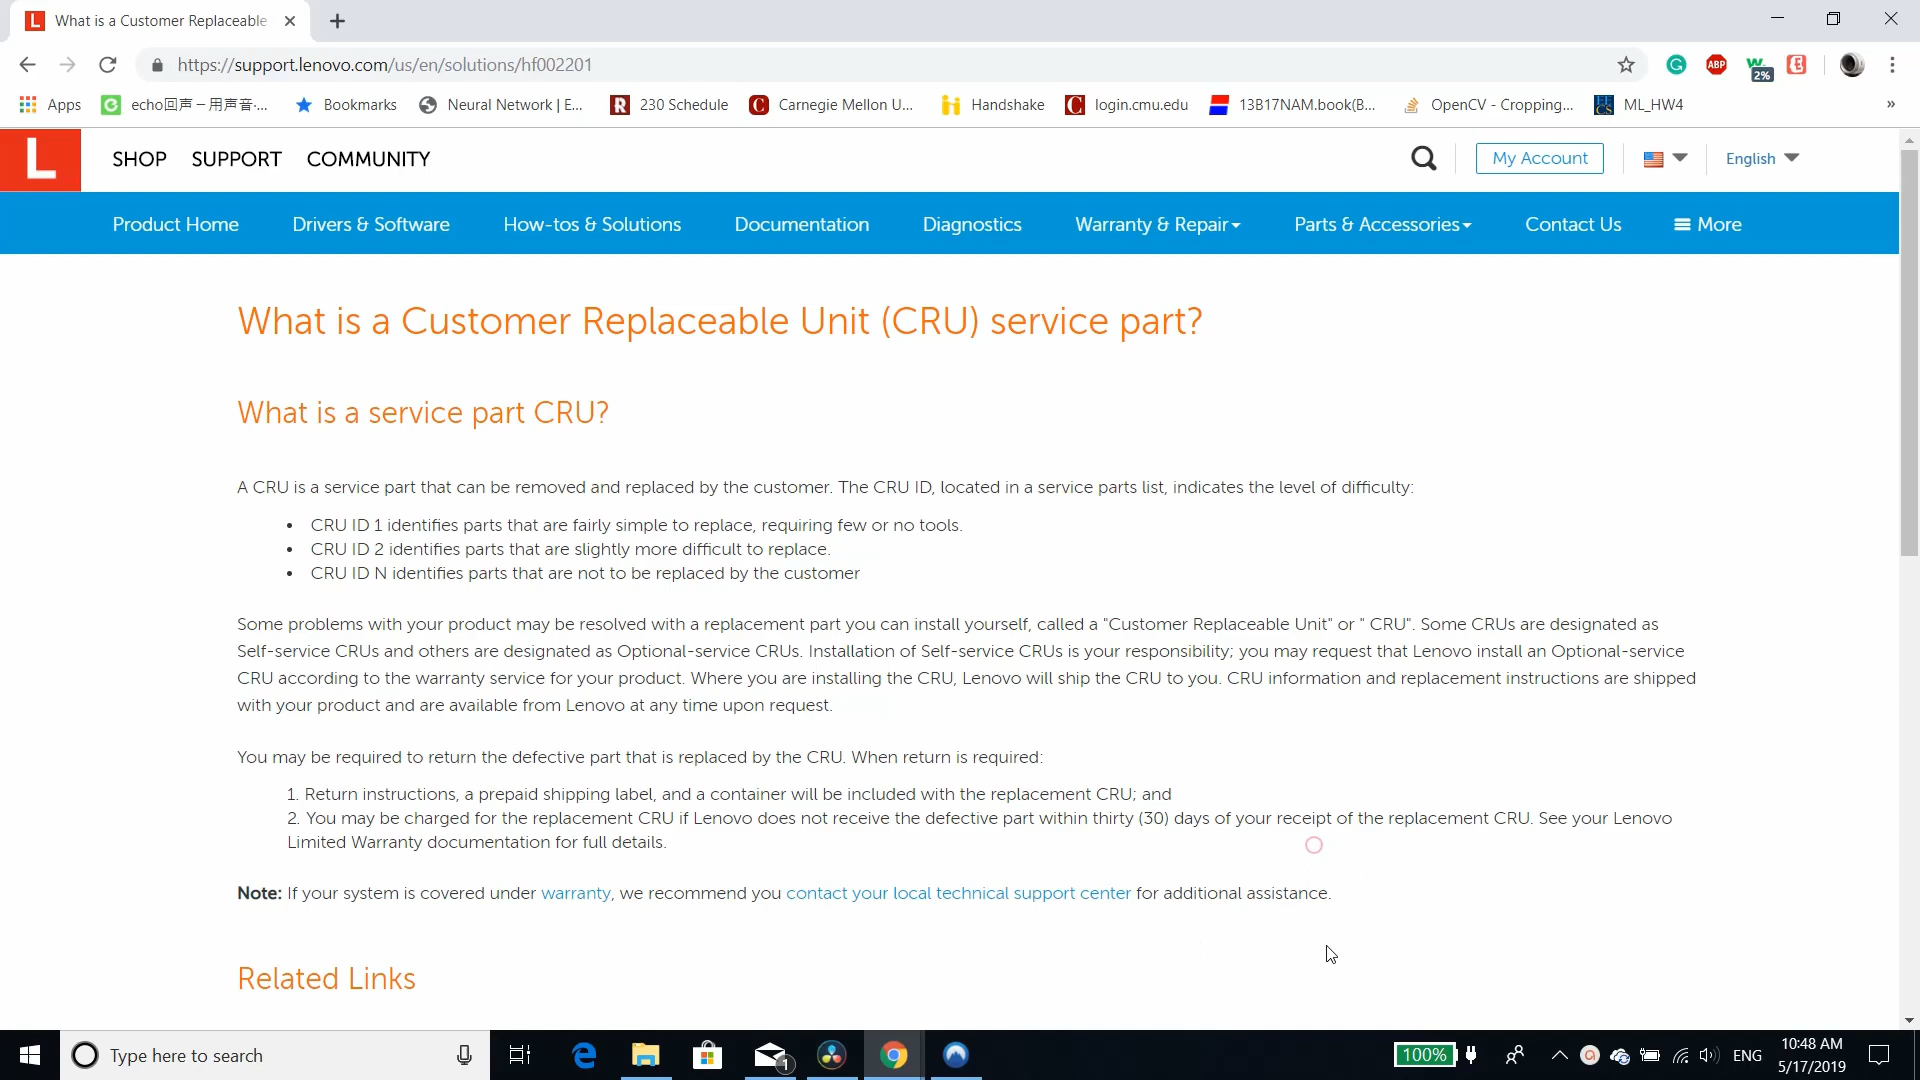 L What is a Customer Replaceable
https://support.lenovo.com/us/en/solutions/hf002201
ABP
2%
Apps echo回声 – 用声音·... Bookmarks Neural Network | E... R 230 Schedule C Carnegie Mellon U... Handshake C login.cmu.edu 13B17NAM.book(B... OpenCV - Cropping... ML_HW4 »
L SHOP SUPPORT COMMUNITY My Account English
Product Home Drivers & Software How-tos & Solutions Documentation Diagnostics Warranty & Repair Parts & Accessories Contact Us More
What is a Customer Replaceable Unit (CRU) service part?
What is a service part CRU?
A CRU is a service part that can be removed and replaced by the customer. The CRU ID, located in a service parts list, indicates the level of difficulty:
• CRU ID 1 identifies parts that are fairly simple to replace, requiring few or no tools.
• CRU ID 2 identifies parts that are slightly more difficult to replace.
• CRU ID N identifies parts that are not to be replaced by the customer
Some problems with your product may be resolved with a replacement part you can install yourself, called a "Customer Replaceable Unit" or " CRU". Some CRUs are designated as
Self-service CRUs and others are designated as Optional-service CRUs. Installation of Self-service CRUs is your responsibility; you may request that Lenovo install an Optional-service
CRU according to the warranty service for your product. Where you are installing the CRU, Lenovo will ship the CRU to you. CRU information and replacement instructions are shipped
with your product and are available from Lenovo at any time upon request.
You may be required to return the defective part that is replaced by the CRU. When return is required:
1. Return instructions, a prepaid shipping label, and a container will be included with the replacement CRU; and
2. You may be charged for the replacement CRU if Lenovo does not receive the defective part within thirty (30) days of your receipt of the replacement CRU. See your Lenovo
Limited Warranty documentation for full details.
Note: If your system is covered under warranty, we recommend you contact your local technical support center for additional assistance.
Related Links
Type here to search 1 100% ENG 10:48 AM
5/17/2019